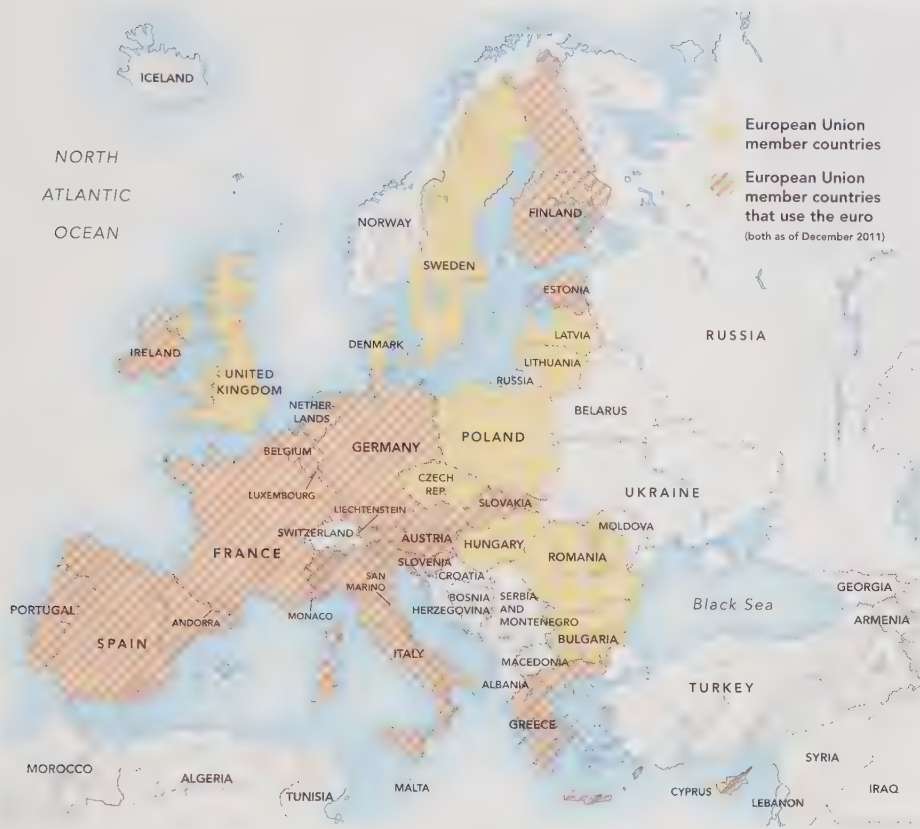 ICELAND
NORTH
ATLANTIC
OCEAN
European Union
member countries
European Union
member countries
that use the euro
(both as of December 2011)
NORWAY
FINLAND
SWEDEN
ESTONIA
RUSSIA
LATVIA
DENMARK
IRELAND
LITHUANIA
UNITED
KINGDOM
RUSSIA
NETHER-
LANDS
BELARUS
POLAND
BELGIUM
GERMANY
CZECH
REP.
LUXEMBOURG
UKRAINE
SLOVAKIA
LIECHTENSTEIN
MOLDOVA
SWITZERLAND
AUSTRIA
HUNGARY
FRANCE
ROMANIA
SLOVENIA
SAN
MARINO
CROATIA
GEORGIA
BOSNIA
HERZEGOVINA
SERBIA
AND
MONTENEGRO
Black Sea
PORTUGAL
MONACO
ANDORRA
ARMENIA
SPAIN
BULGARIA
ITALY
MACEDONIA
ALBANIA
TURKEY
GREECE
SYRIA
MOROCCO
ALGERIA
MALTA
CYPRUS
IRAQ
TUNISIA
LEBANON